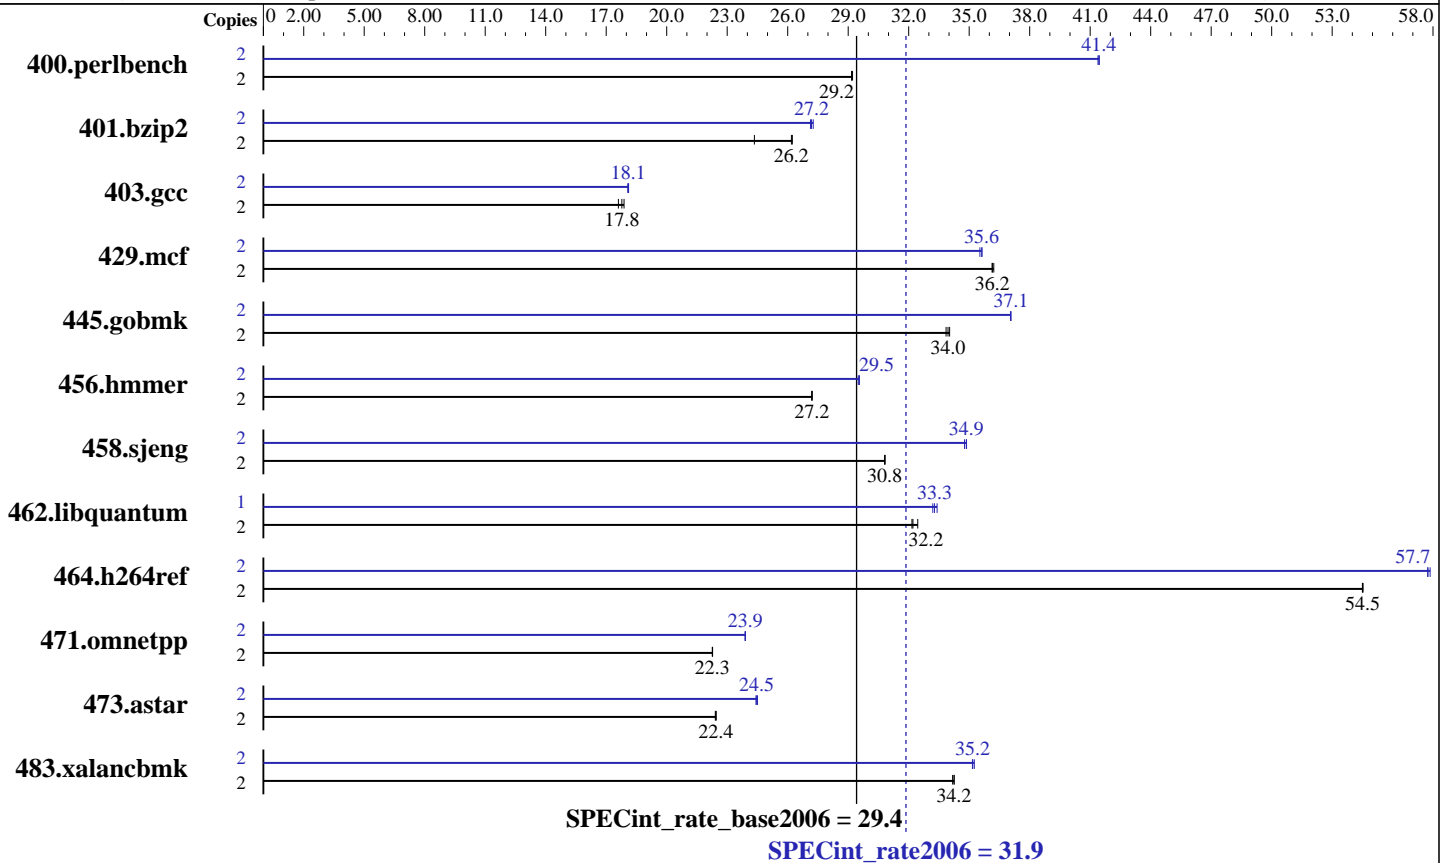 Copies 0 2.00 5.00 8.00 11.0 14.0 17.0 20.0 23.0 26.0 29.0 32.0 35.0 38.0 41.0 44.0 47.0 50.0 53.0 58.0
400.perlbench 2 41.4
2 29.2
401.bzip2 2 27.2
2 26.2
403.gcc 2 18.1
2 17.8
429.mcf 2 35.6
2 36.2
445.gobmk 2 37.1
2 34.0
456.hmmer 2 29.5
2 27.2
458.sjeng 2 34.9
2 30.8
462.libquantum 1 33.3
2 32.2
464.h264ref 2 57.7
2 54.5
471.omnetpp 2 23.9
2 22.3
473.astar 2 24.5
2 22.4
483.xalancbmk 2 35.2
2 34.2
SPECint_rate_base2006 = 29.4
SPECint_rate2006 = 31.9